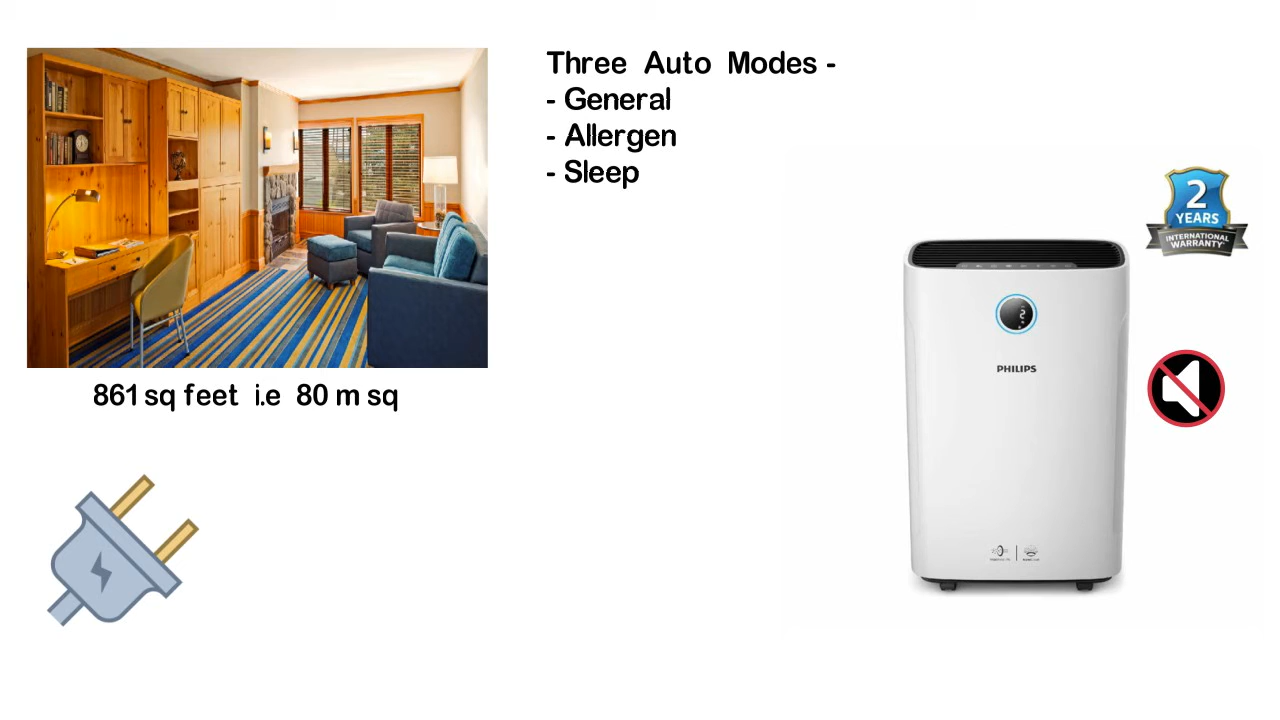 Three Auto Modes -
- General
- Allergen
- Sleep
861 sq feet i.e 80 m sq
2
YEARS
INTERNATIONAL
WARRANTY
PHILIPS